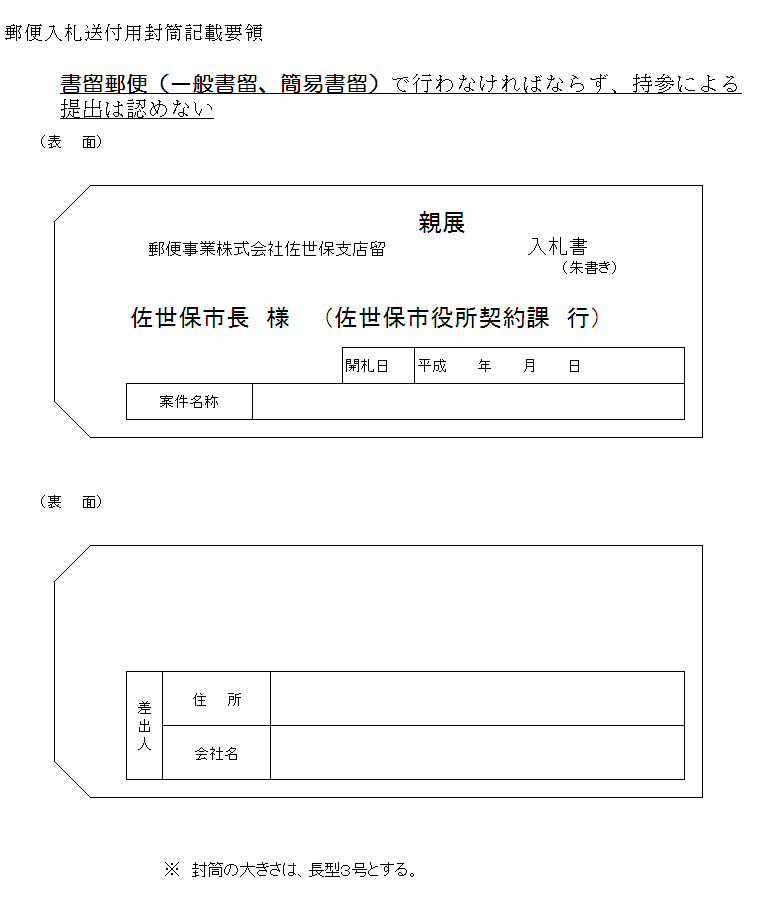 郵便入札送付用封筒記載要領
書留郵便（一般書留、簡易書留）で行わなければならず、持参による
提出は認めない
（表　面）
親展
郵便事業株式会社佐世保支店留
入札書
（朱書き）
佐世保市長　様　（佐世保市役所契約課　行）
開札日　平成　　年　　月　　日
案件名称
（裏　面）
差出人
住　所
会社名
※　封筒の大きさは、長型３号とする。